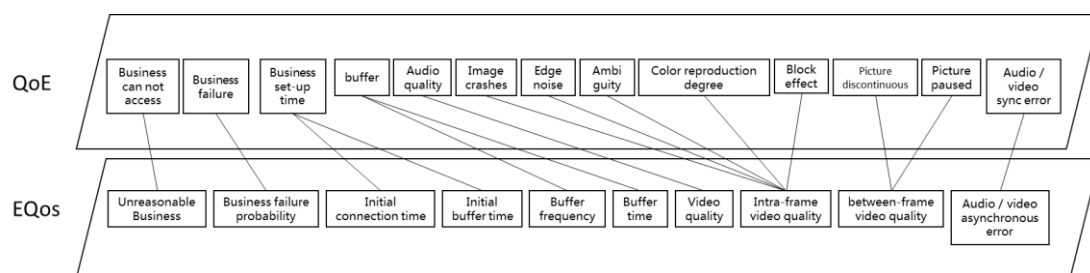 QoE
Business
can not
access
Business
failure
Business
set-up
time
buffer
Audio
quality
Image
crashes
Edge
noise
Ambi
guity
Color reproduction
degree
Block
effect
Picture
discontinuous
Picture
paused
Audio /
video
sync error
EQos
Unreasonable
Business
Business failure
probability
Initial
connection time
Initial
buffer time
Buffer
frequency
Buffer
time
Video
quality
Intra-frame
video quality
between-frame
video quality
Audio / video
asynchronous
error